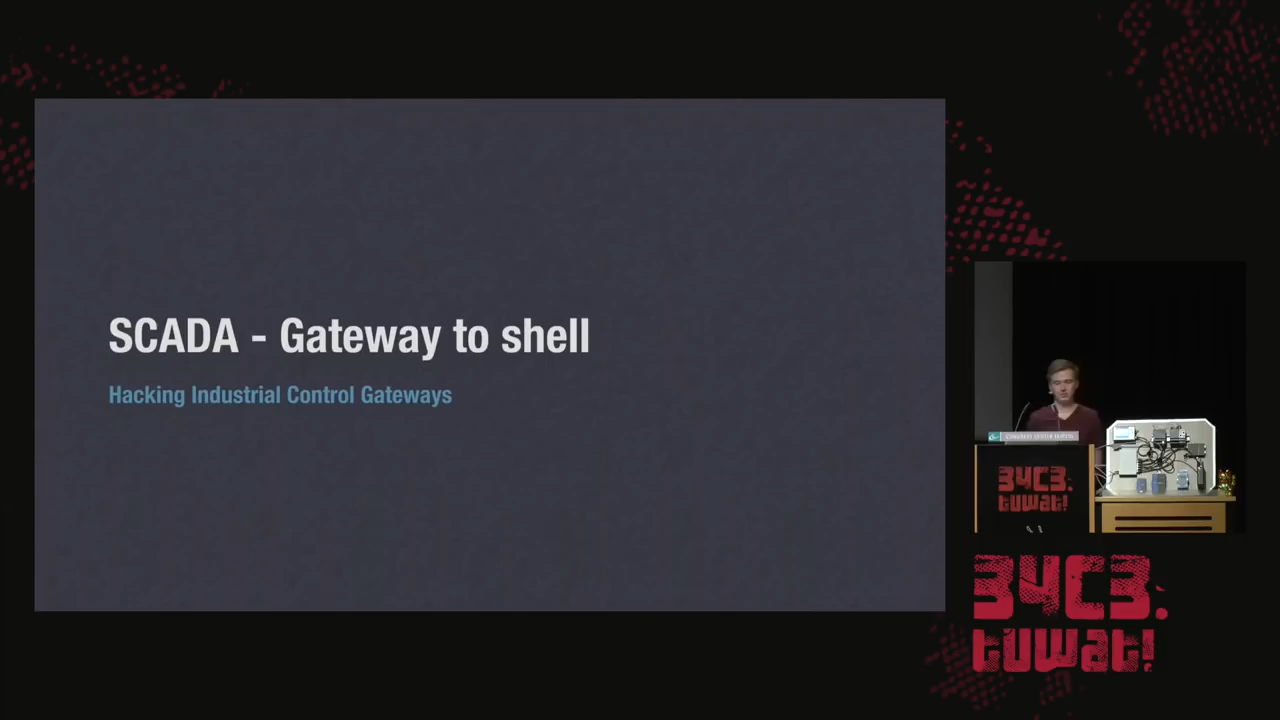 SCADA - Gateway to shell
Hacking Industrial Control Gateways
34C3.
tuwat!
34C3.
tuwat!